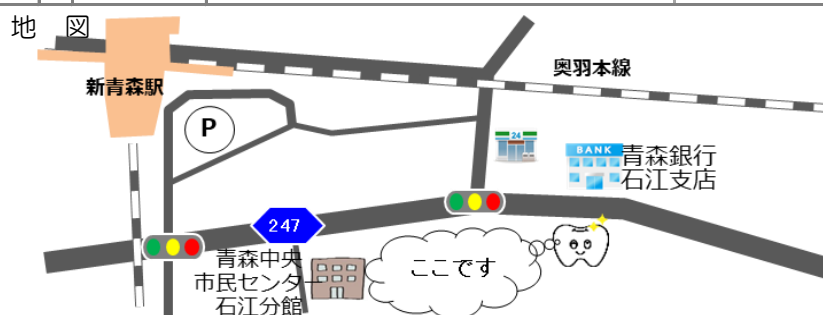 地　図
奥羽本線
新青森駅
P
24
BANK
青森銀行
石江支店
247
青森中央
市民センター
石江分館
ここです